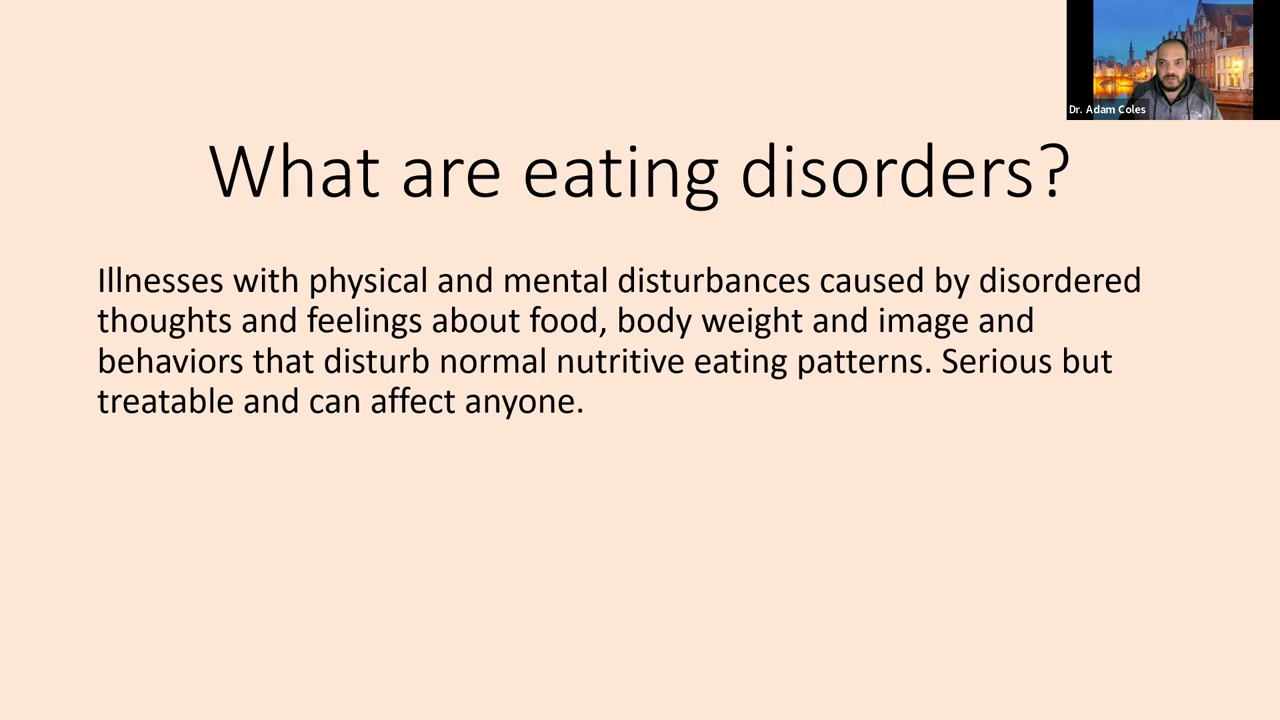 Dr. Adam Coles
What are eating disorders?
Illnesses with physical and mental disturbances caused by disordered
thoughts and feelings about food, body weight and image and
behaviors that disturb normal nutritive eating patterns. Serious but
treatable and can affect anyone.